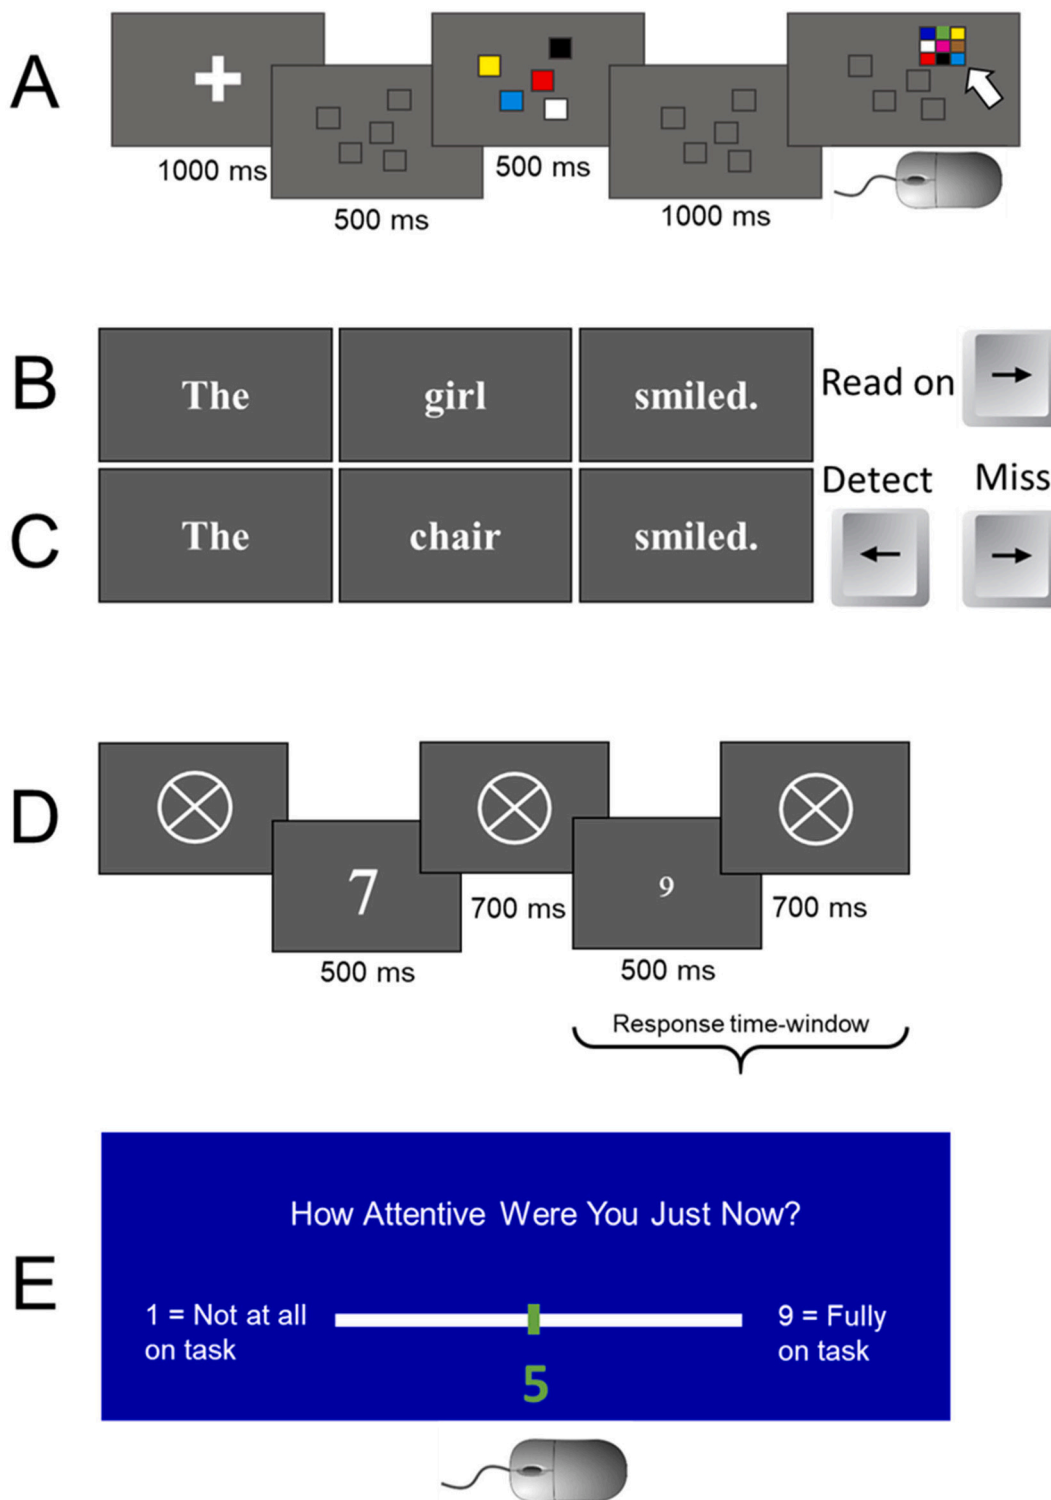 A
1000 ms
500 ms
500 ms
1000 ms
B
The
girl
smiled.
Read on
C
The
chair
smiled.
Detect
Miss
D
7
9
500 ms
700 ms
500 ms
700 ms
Response time-window
E
How Attentive Were You Just Now?
1 = Not at all
on task
9 = Fully
on task
5